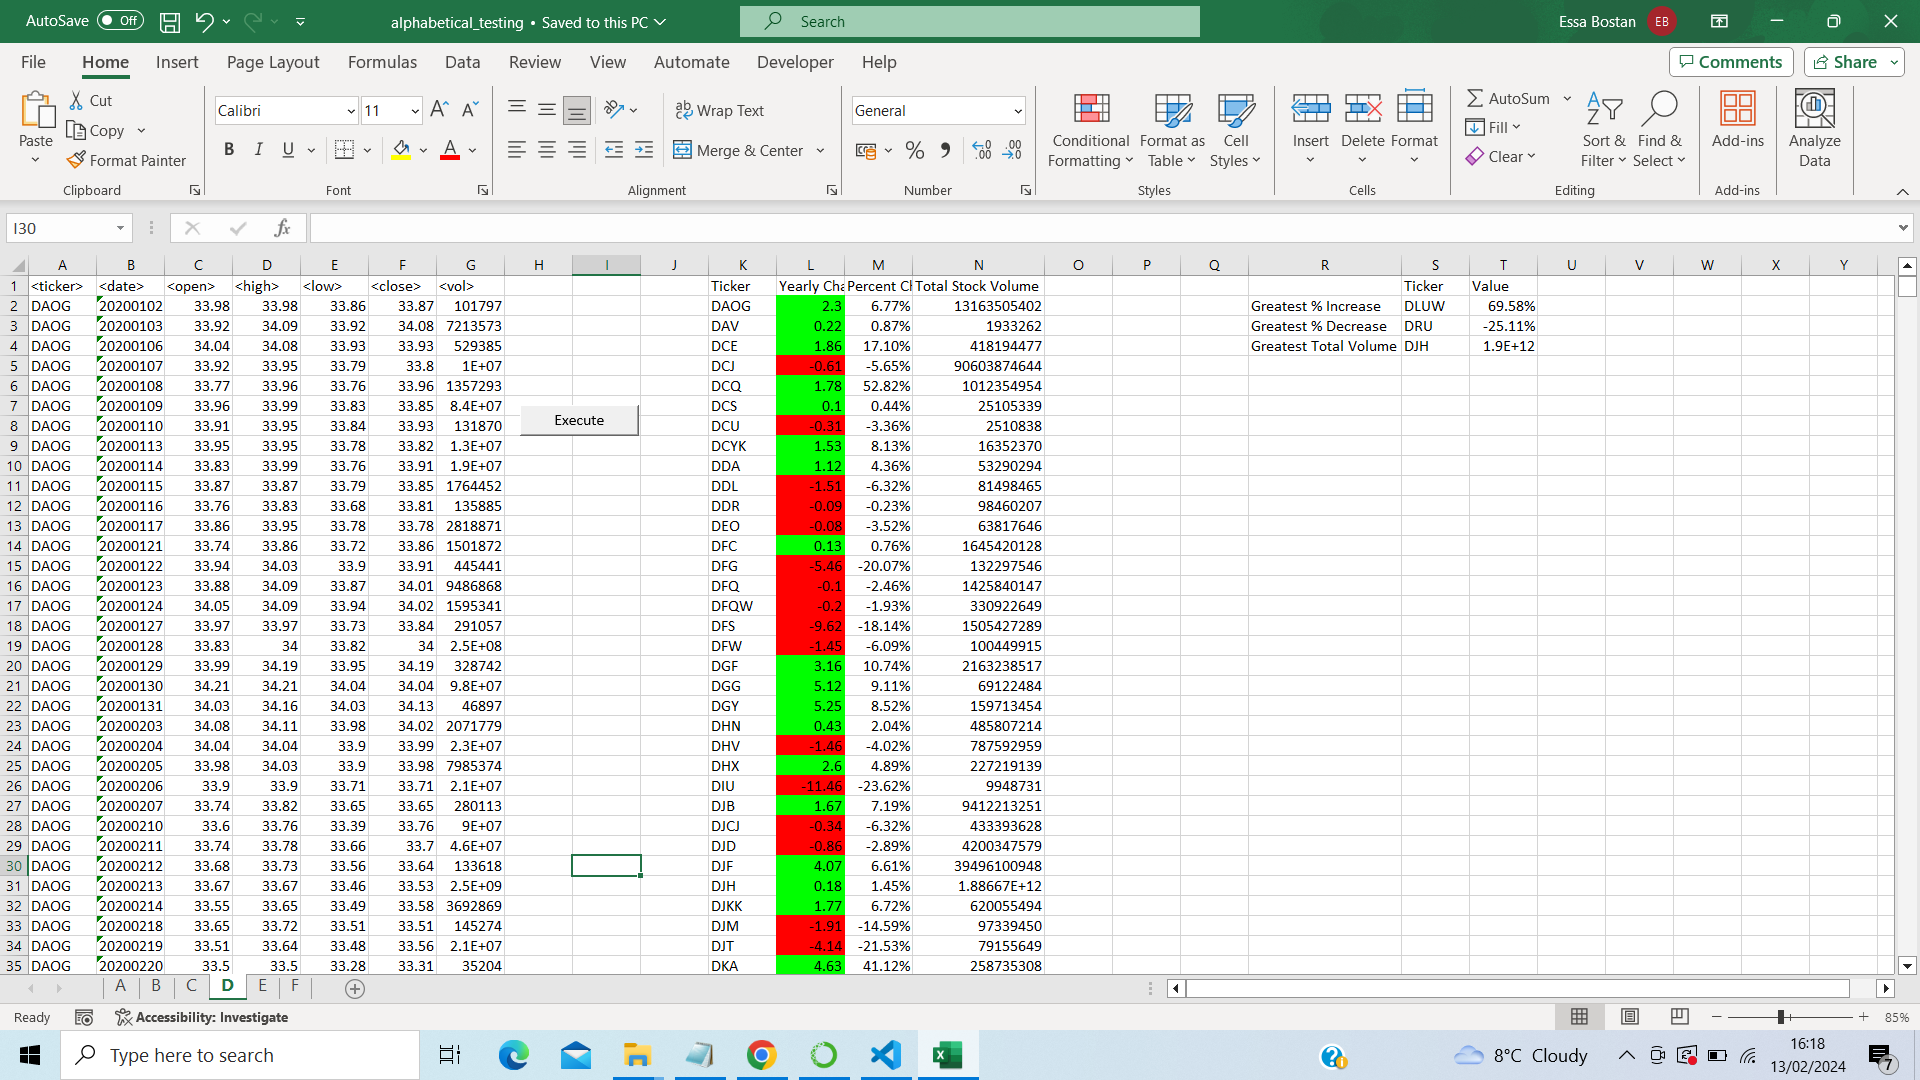 AutoSave Off alphabetical_testing • Saved to this PC Search Essa Bostan EB
File Home Insert Page Layout Formulas Data Review View Automate Developer Help Comments Share
Paste Cut Copy Format Painter Clipboard
Calibri 11 B I U A Font
Wrap Text Merge & Center Alignment
General % Number
Conditional Formatting Format as Table Cell Styles Styles
Insert Delete Format Cells
AutoSum Fill Clear Sort & Filter Find & Select Editing
Add-ins Add-ins
Analyze Data
I30 fx
A B C D E F G H I J K L M N O P Q R S T U V W X Y
1 <ticker> <date> <open> <high> <low> <close> <vol> Ticker Yearly Cha Percent Cl Total Stock Volume Ticker Value
2 DAOG 20200102 33.98 33.98 33.86 33.87 101797 DAOG 2.3 6.77% 13163505402 Greatest % Increase DLUW 69.58%
3 DAOG 20200103 33.92 34.09 33.92 34.08 7213573 DAV 0.22 0.87% 1933262 Greatest % Decrease DRU -25.11%
4 DAOG 20200106 34.04 34.08 33.93 33.93 529385 DCE 1.86 17.10% 418194477 Greatest Total Volume DJH 1.9E+12
5 DAOG 20200107 33.92 33.95 33.79 33.8 1E+07 DCJ -0.61 -5.65% 90603874644
6 DAOG 20200108 33.77 33.96 33.76 33.96 1357293 DCQ 1.78 52.82% 1012354954
7 DAOG 20200109 33.96 33.99 33.83 33.85 8.4E+07 DCS 0.1 0.44% 25105339
Execute
8 DAOG 20200110 33.91 33.95 33.84 33.93 131870 DCU -0.31 -3.36% 2510838
9 DAOG 20200113 33.95 33.95 33.78 33.82 1.3E+07 DCYK 1.53 8.13% 16352370
10 DAOG 20200114 33.83 33.99 33.76 33.91 1.9E+07 DDA 1.12 4.36% 53290294
11 DAOG 20200115 33.87 33.87 33.79 33.85 1764452 DDL -1.51 -6.32% 81498465
12 DAOG 20200116 33.76 33.83 33.68 33.81 135885 DDR -0.09 -0.23% 98460207
13 DAOG 20200117 33.86 33.95 33.78 33.78 2818871 DEO -0.08 -3.52% 63817646
14 DAOG 20200121 33.74 33.86 33.72 33.86 1501872 DFC 0.13 0.76% 1645420128
15 DAOG 20200122 33.94 34.03 33.9 33.91 445441 DFG -5.46 -20.07% 132297546
16 DAOG 20200123 33.88 34.09 33.87 34.01 9486868 DFQ -0.1 -2.46% 1425840147
17 DAOG 20200124 34.05 34.09 33.94 34.02 1595341 DFQW -0.2 -1.93% 330922649
18 DAOG 20200127 33.97 33.97 33.73 33.84 291057 DFS -9.62 -18.14% 1505427289
19 DAOG 20200128 33.83 34 33.82 34 2.5E+08 DFW -1.45 -6.09% 100449915
20 DAOG 20200129 33.99 34.19 33.95 34.19 328742 DGF 3.16 10.74% 2163238517
21 DAOG 20200130 34.21 34.21 34.04 34.04 9.8E+07 DGG 5.12 9.11% 69122484
22 DAOG 20200131 34.03 34.16 34.03 34.13 46897 DGY 5.25 8.52% 159713454
23 DAOG 20200203 34.08 34.11 33.98 34.02 2071779 DHN 0.43 2.04% 485807214
24 DAOG 20200204 34.04 34.04 33.9 33.99 2.3E+07 DHV -1.46 -4.02% 787592959
25 DAOG 20200205 33.98 34.03 33.9 33.98 7985374 DHX 2.6 4.89% 227219139
26 DAOG 20200206 33.9 33.9 33.71 33.71 2.1E+07 DIU -11.46 -23.62% 9948731
27 DAOG 20200207 33.74 33.82 33.65 33.65 280113 DJB 1.67 7.19% 9412213251
28 DAOG 20200210 33.6 33.76 33.39 33.76 9E+07 DJCJ -0.34 -6.32% 433393628
29 DAOG 20200211 33.74 33.78 33.66 33.7 4.6E+07 DJD -0.86 -2.89% 4200347579
30 DAOG 20200212 33.68 33.73 33.56 33.64 133618 DJF 4.07 6.61% 39496100948
31 DAOG 20200213 33.67 33.67 33.46 33.53 2.5E+09 DJH 0.18 1.45% 1.88667E+12
32 DAOG 20200214 33.55 33.65 33.49 33.58 3692869 DJKK 1.77 6.72% 620055494
33 DAOG 20200218 33.65 33.72 33.51 33.51 145274 DJM -1.91 -14.59% 97339450
34 DAOG 20200219 33.51 33.64 33.48 33.56 2.1E+07 DJT -4.14 -21.53% 79155649
35 DAOG 20200220 33.5 33.5 33.28 33.31 35204 DKA 4.63 41.12% 258735308
A B C D E F
Ready Accessibility: Investigate 85%
Type here to search 8°C Cloudy 16:18
13/02/2024 7